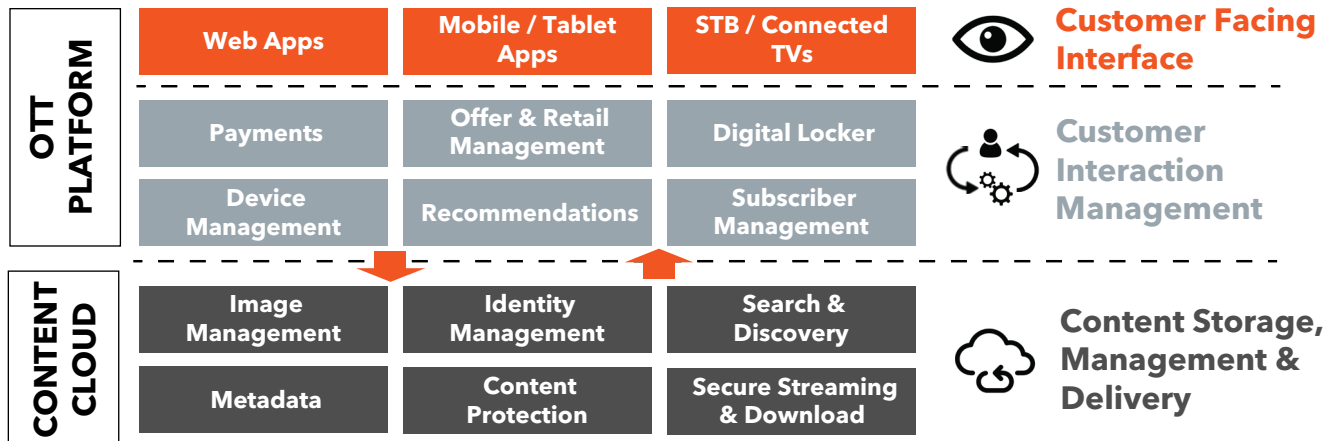 OTT
PLATFORM
Web Apps
Mobile / Tablet
Apps
STB / Connected
TVs
Customer Facing
Interface
Payments
Offer & Retail
Management
Digital Locker
Device
Management
Recommendations
Subscriber
Management
Customer
Interaction
Management
CONTENT
CLOUD
Image
Management
Identity
Management
Search &
Discovery
Metadata
Content
Protection
Secure Streaming
& Download
Content Storage,
Management &
Delivery